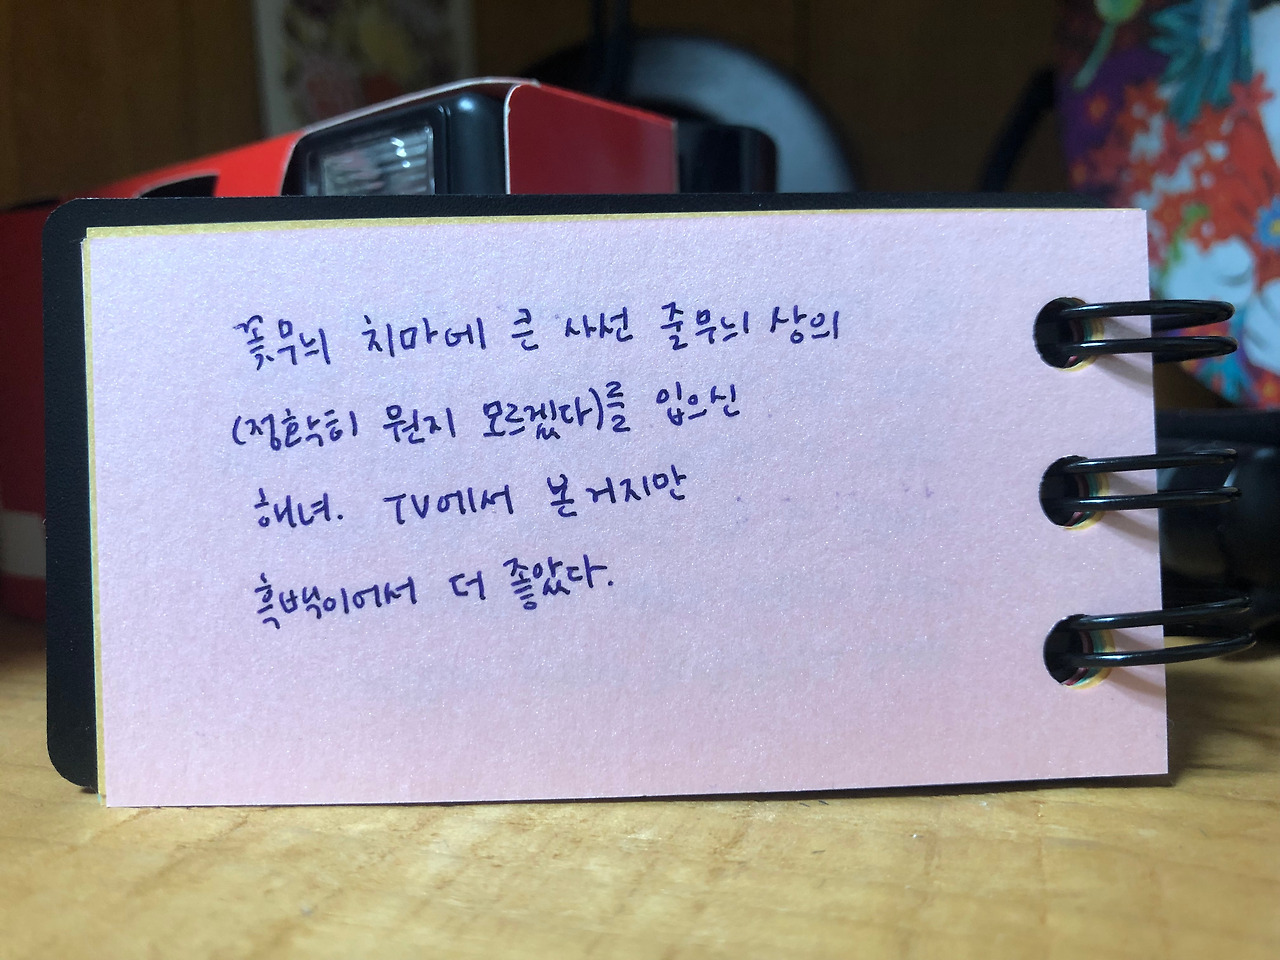 꽃무늬 치마에 큰 사선 줄무늬 상의
(정확히 뭔지 모르겠다)를 입으신
해녀. TV에서 본거지만
흑백이어서 더 좋았다.